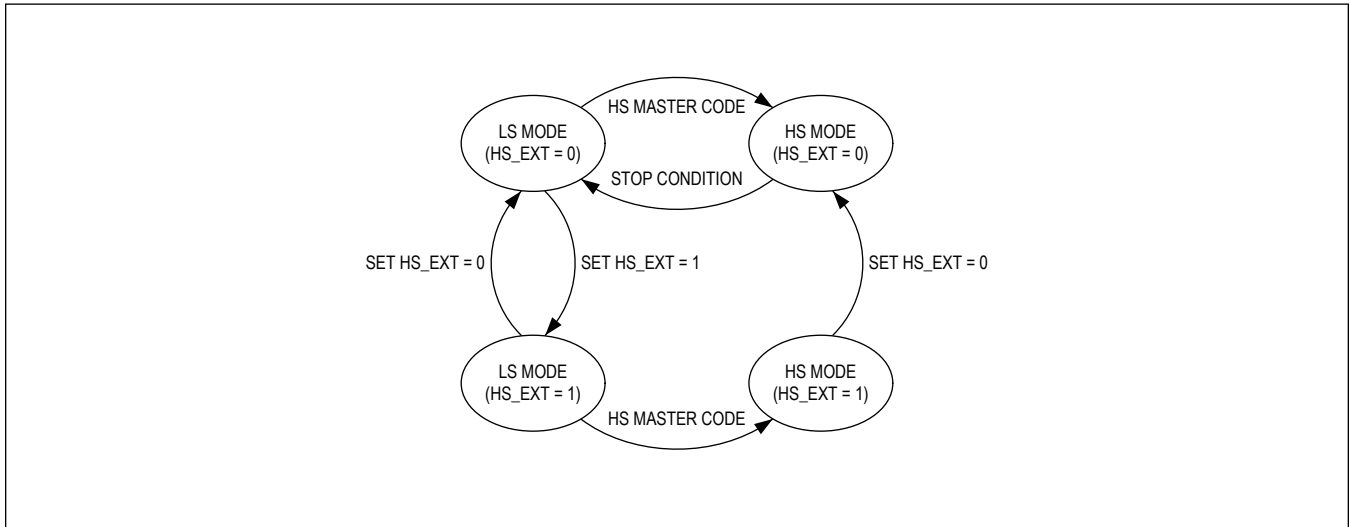 HS MASTER CODE
LS MODE
(HS_EXT = 0)
HS MODE
(HS_EXT = 0)
STOP CONDITION
SET HS_EXT = 0
SET HS_EXT = 1
SET HS_EXT = 0
LS MODE
(HS_EXT = 1)
HS MODE
(HS_EXT = 1)
HS MASTER CODE